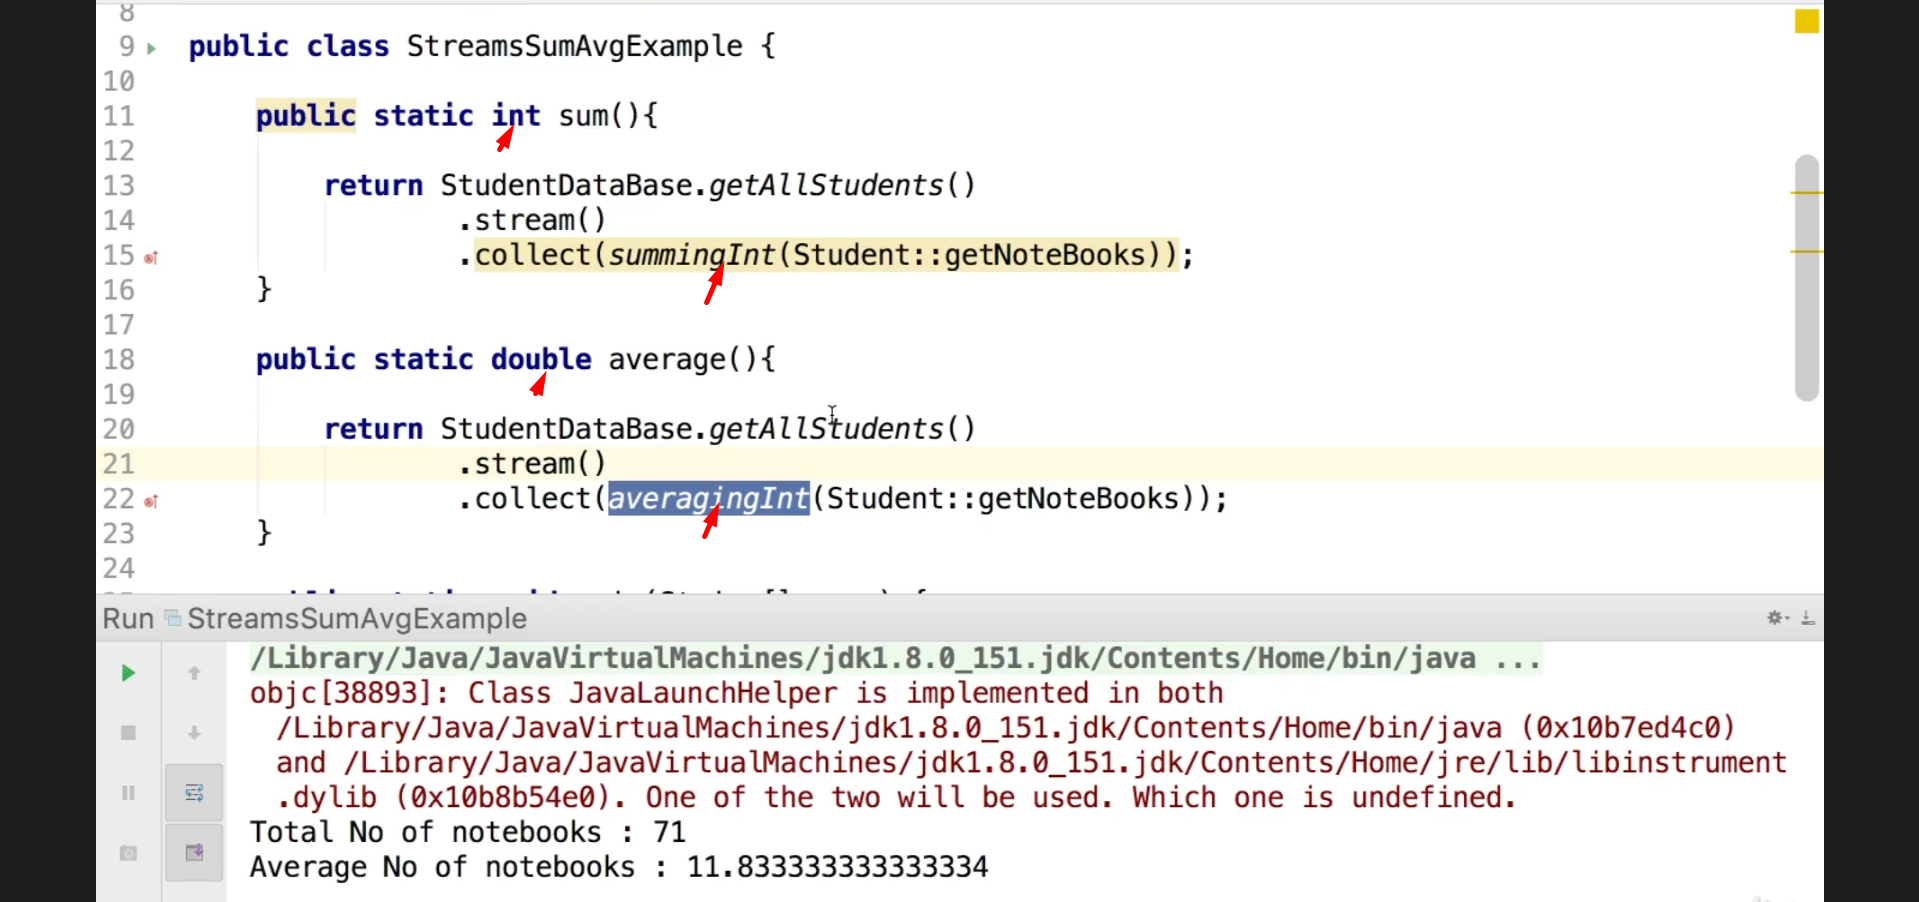 8
9 public class StreamsSumAvgExample {
10
11 public static int sum(){
12
13 return StudentDataBase.getAllStudents()
14 .stream()
15 .collect(summingInt(Student::getNoteBooks));
16 }
17
18 public static double average(){
19
20 return StudentDataBase.getAllStudents()
21 .stream()
22 .collect(averagingInt(Student::getNoteBooks));
23 }
24
Run StreamsSumAvgExample
/Library/Java/JavaVirtualMachines/jdk1.8.0_151.jdk/Contents/Home/bin/java ...
objc[38893]: Class JavaLaunchHelper is implemented in both
/Library/Java/JavaVirtualMachines/jdk1.8.0_151.jdk/Contents/Home/bin/java (0x10b7ed4c0)
and /Library/Java/JavaVirtualMachines/jdk1.8.0_151.jdk/Contents/Home/jre/lib/libinstrument
.dylib (0x10b8b54e0). One of the two will be used. Which one is undefined.
Total No of notebooks : 71
Average No of notebooks : 11.833333333333334